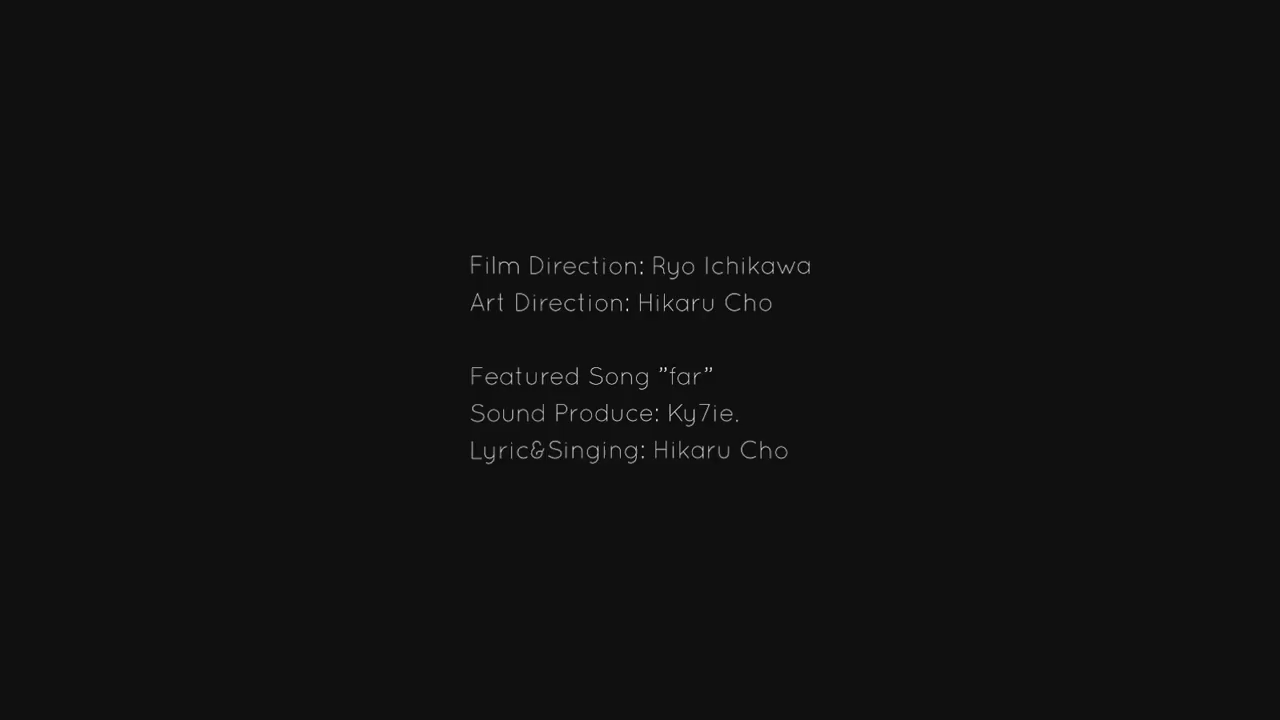 Film Direction: Ryo Ichikawa
Art Direction: Hikaru Cho
Featured Song ”far”
Sound Produce: Ky7ie.
Lyric&Singing: Hikaru Cho